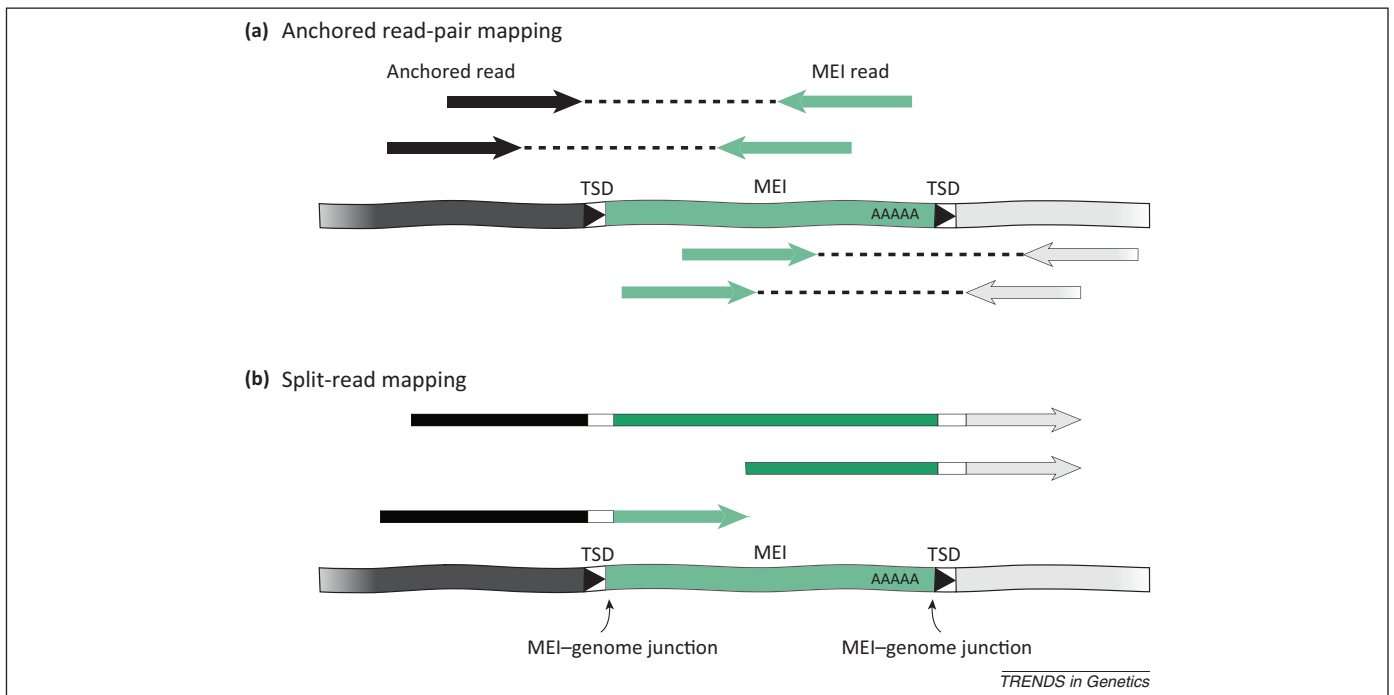 (a) Anchored read-pair mapping
Anchored read MEI read
TSD MEI TSD
AAAAA
(b) Split-read mapping
TSD MEI TSD
AAAAA
MEI–genome junction MEI–genome junction
TRENDS in Genetics